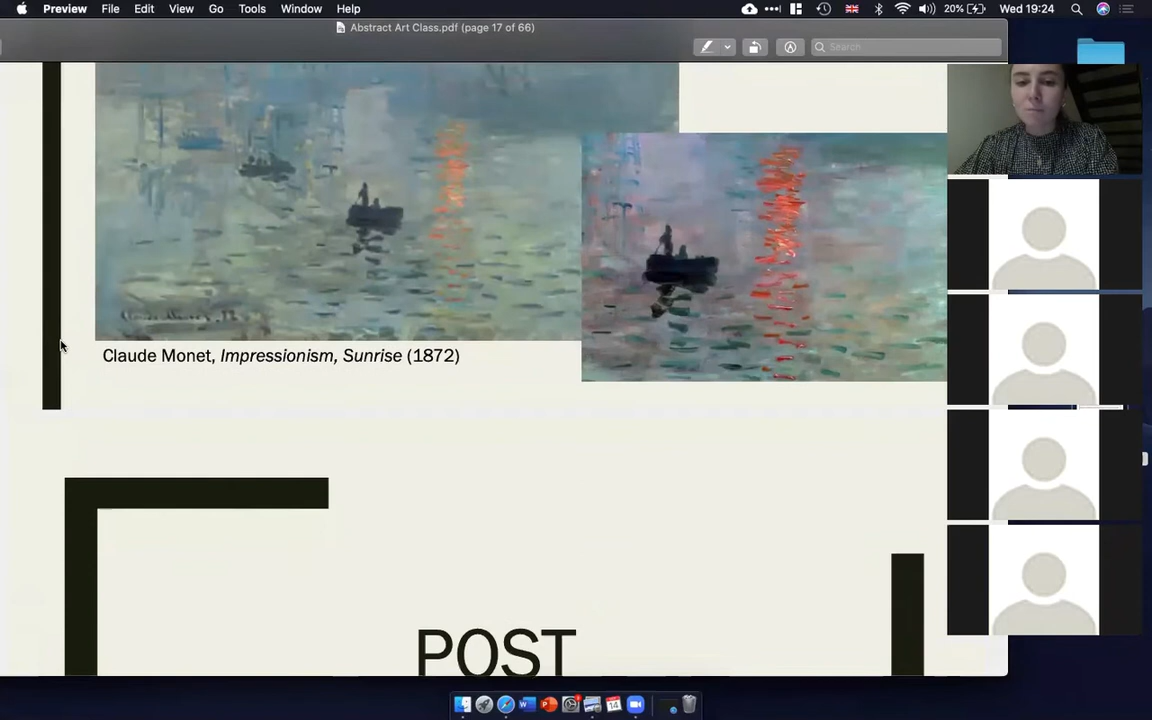 Preview File Edit View Go Tools Window Help 20% Wed 19:24
Abstract Art Class.pdf (page 17 of 66)
Search
Claude Monet, Impressionism, Sunrise (1872)
POST
14